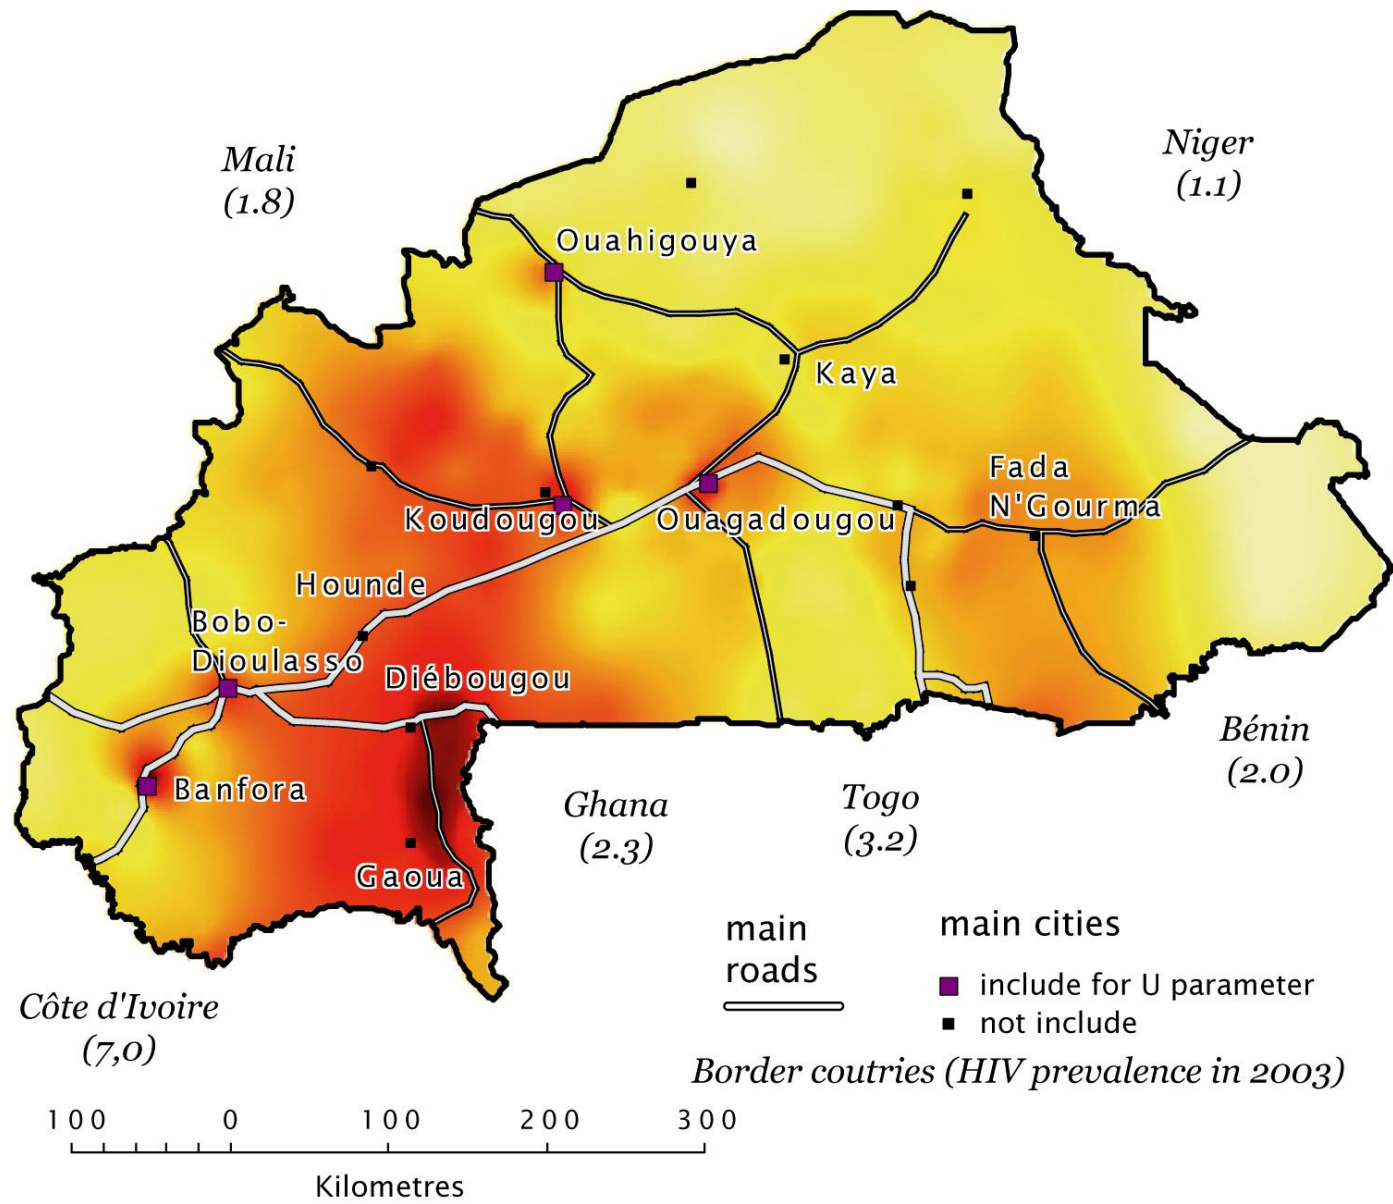 Mali
(1.8)
Niger
(1.1)
Ouahigouya
Kaya
Fada
N'Gourma
Koudougou
Ouagadougou
Hounde
Bobo-
Dioulasso
Diébougou
Banfora
Gaoua
Ghana
(2.3)
Togo
(3.2)
Bénin
(2.0)
Côte d'Ivoire
(7,0)
main
roads
main cities
include for U parameter
not include
Border coutries (HIV prevalence in 2003)
100 0 100 200 300
Kilometres